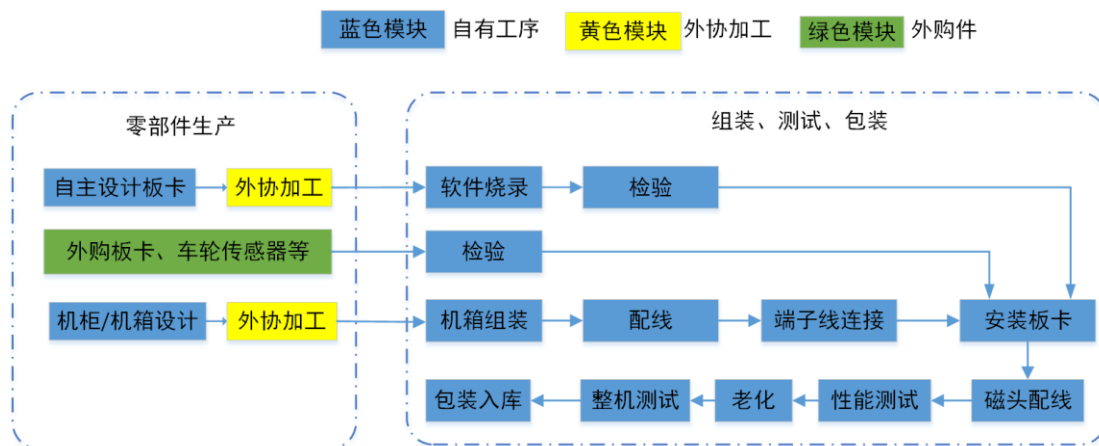 蓝色模块 自有工序 黄色模块 外协加工 绿色模块 外购件
零部件生产
自主设计板卡 外协加工
外购板卡、车轮传感器等
机柜/机箱设计 外协加工
组装、测试、包装
软件烧录 检验
检验
机箱组装 配线 端子线连接 安装板卡
包装入库 整机测试 老化 性能测试 磁头配线